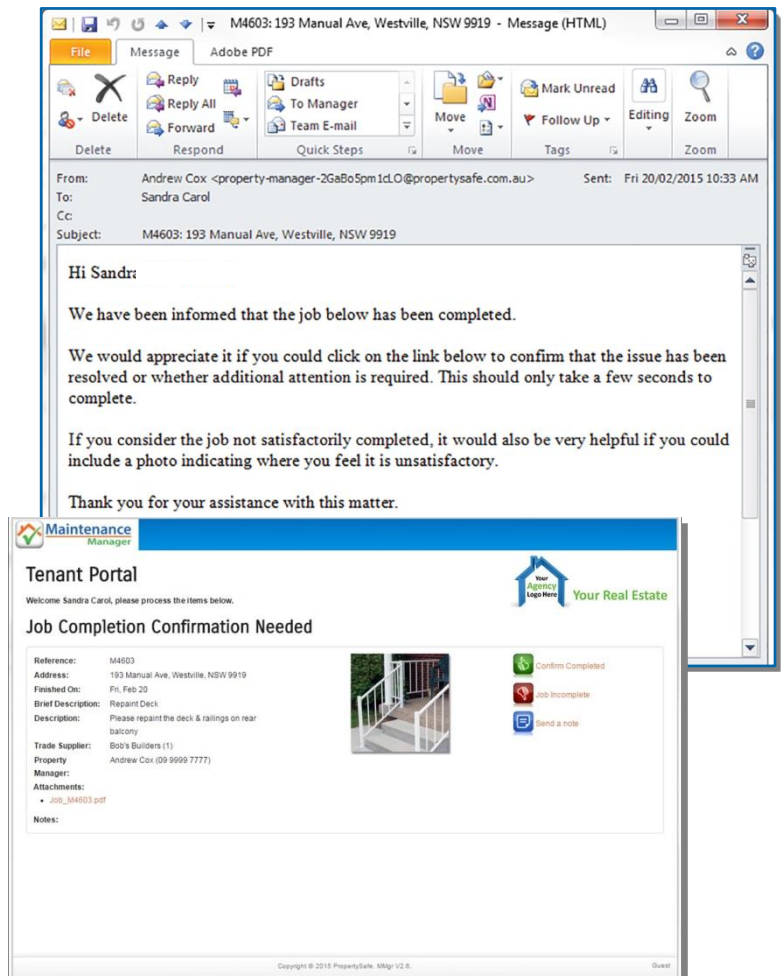 M4603: 193 Manual Ave, Westville, NSW 9919 - Message (HTML)
File Message Adobe PDF
Delete
Reply
Reply All
Forward
Drafts
To Manager
Team E-mail
Move
Mark Unread
Follow Up
Editing
Zoom
Delete Respond Quick Steps Move Tags Zoom
From: Andrew Cox <property-manager-2GaBo5pm1cLO@propertysafe.com.au> Sent: Fri 20/02/2015 10:33 AM
To: Sandra Carol
Cc:
Subject: M4603: 193 Manual Ave, Westville, NSW 9919
Hi Sandra
We have been informed that the job below has been completed.
We would appreciate it if you could click on the link below to confirm that the issue has been
resolved or whether additional attention is required. This should only take a few seconds to
complete.
If you consider the job not satisfactorily completed, it would also be very helpful if you could
include a photo indicating where you feel it is unsatisfactory.
Thank you for your assistance with this matter.
Maintenance
Manager
Tenant Portal
Welcome Sandra Carol, please process the items below.
Your
Agency
Logo Here
Your Real Estate
Job Completion Confirmation Needed
Reference: M4603
Address: 193 Manual Ave, Westville, NSW 9919
Finished On: Fri, Feb 20
Brief Description: Repaint Deck
Description: Please repaint the deck & railings on rear
balcony
Trade Supplier: Bob's Builders (1)
Property Andrew Cox (09 9999 7777)
Manager:
Attachments:
Job_M4603.pdf
Notes:
Confirm Completed
Job Incomplete
Send a note
Copyright © 2015 PropertySafe. MMgr V2.6.
Guest